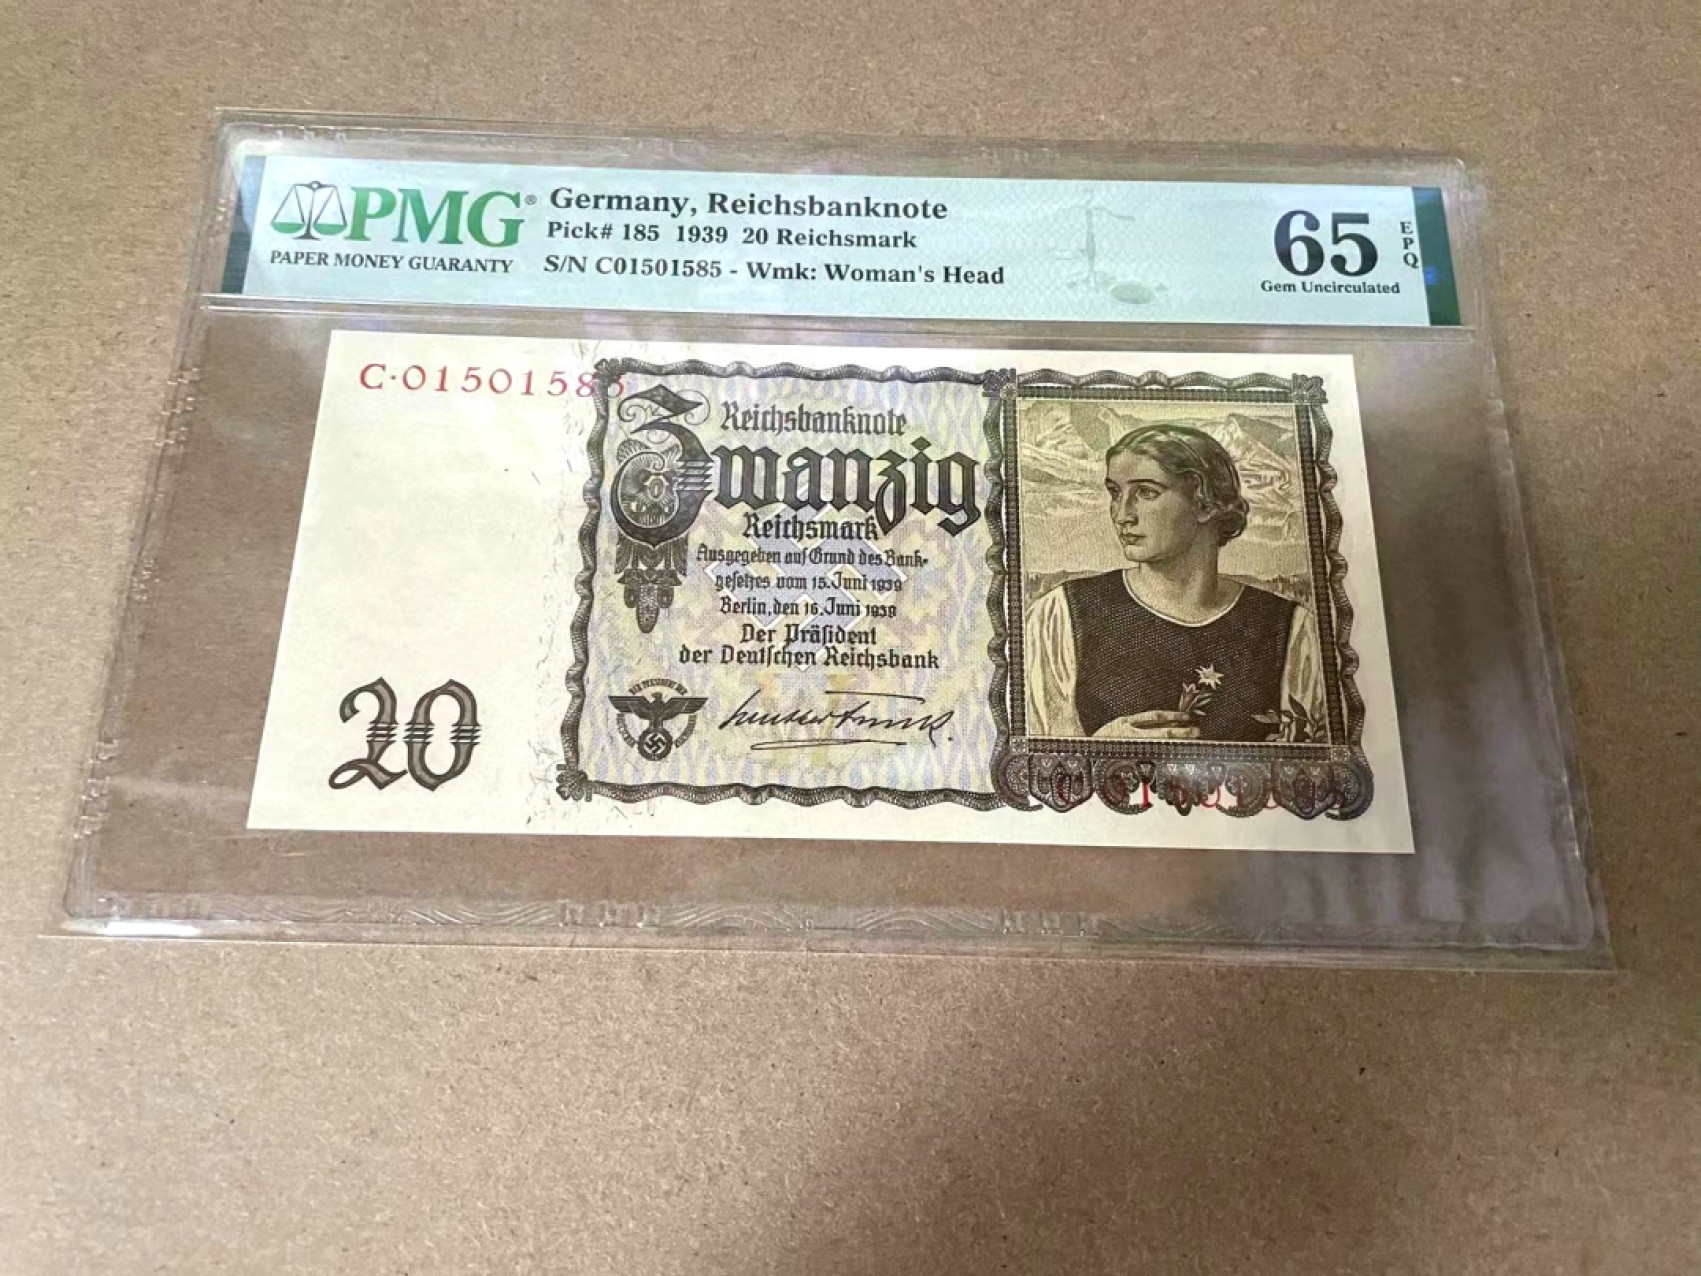 PMG®
PAPER MONEY GUARANTY
Germany, Reichsbanknote
Pick# 185 1939 20 Reichsmark
S/N C01501585 - Wmk: Woman's Head
65
EPQ
Gem Uncirculated
C·01501585
Reichsbanknote
Zwanzig
Reichsmark
Ausgegeben auf Grund des Bank-
gesetzes vom 15. Juni 1939
Berlin, den 16. Juni 1939
Der Präsident
der Deutschen Reichsbank
20